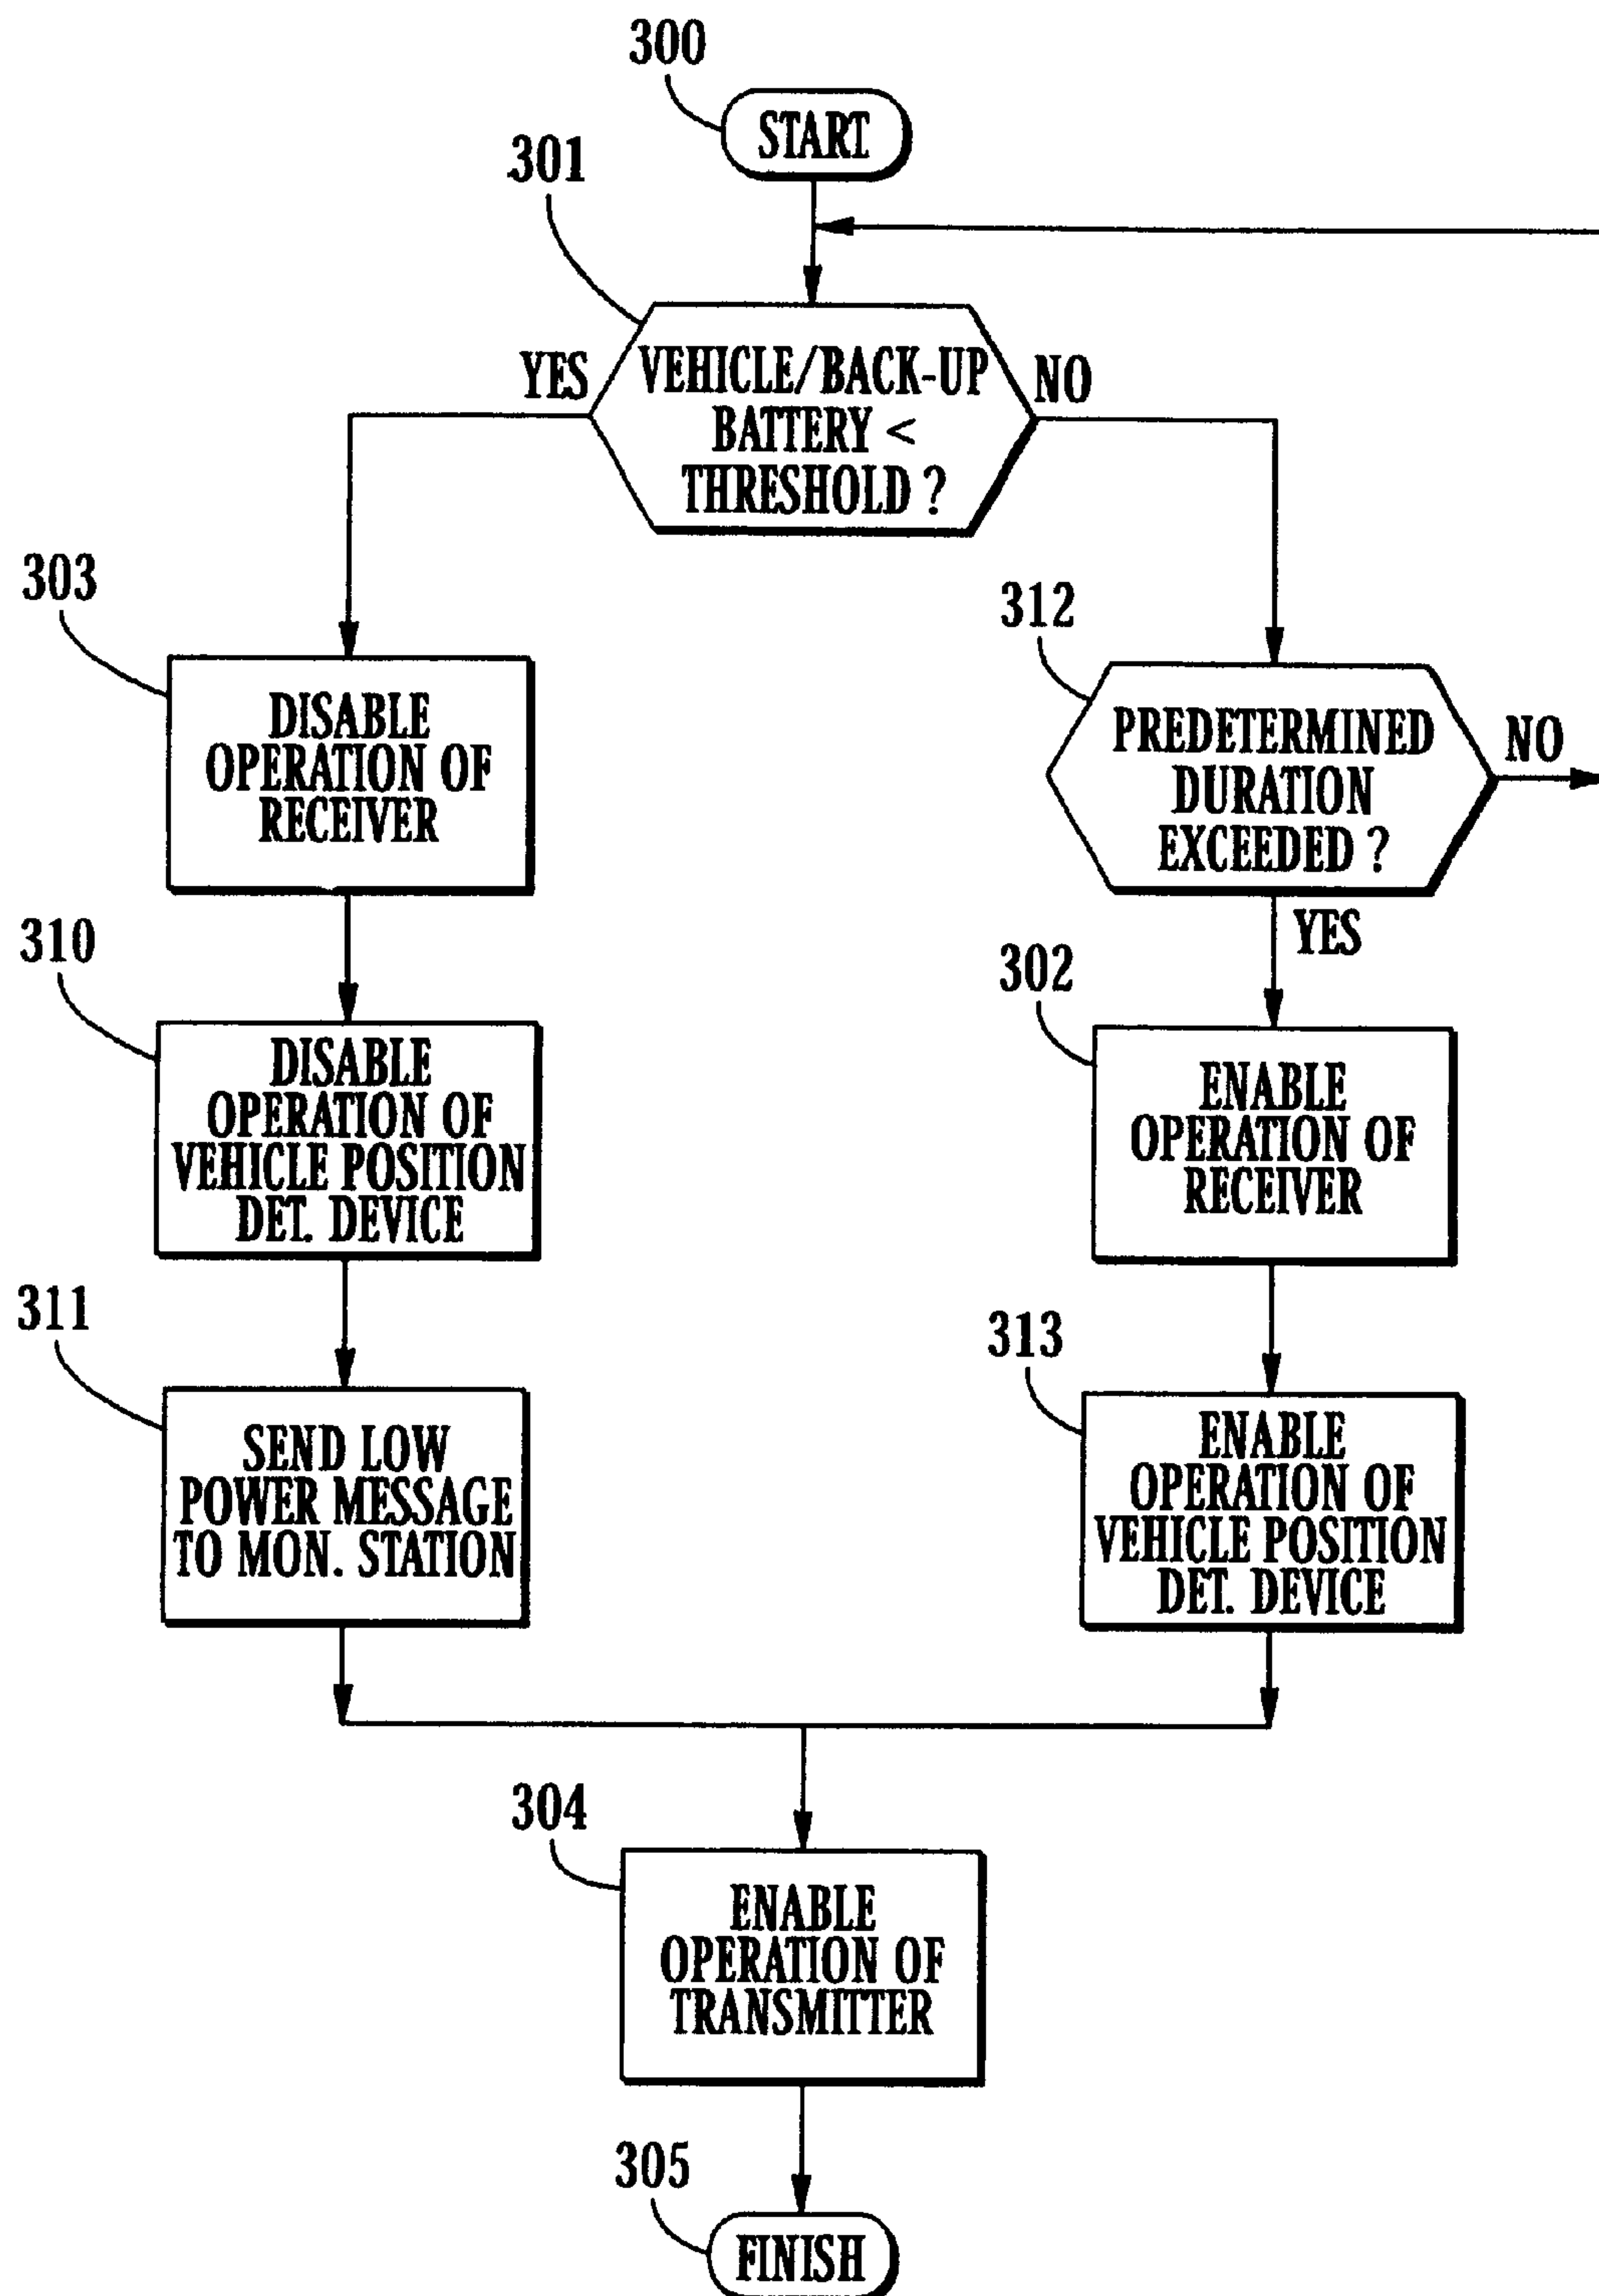 300
START
301
YES
VEHICLE/BACK-UP
BATTERY <
THRESHOLD ?
NO
303
DISABLE
OPERATION OF
RECEIVER
312
PREDETERMINED
DURATION
EXCEEDED ?
NO
YES
310
DISABLE
OPERATION OF
VEHICLE POSITION
DET. DEVICE
302
ENABLE
OPERATION OF
RECEIVER
311
SEND LOW
POWER MESSAGE
TO MON. STATION
313
ENABLE
OPERATION OF
VEHICLE POSITION
DET. DEVICE
304
ENABLE
OPERATION OF
TRANSMITTER
305
FINISH